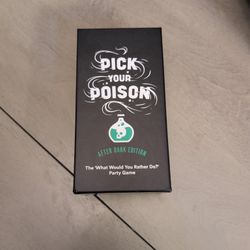 PICK
YOUR
POISON
AFTER DARK EDITION
The 'What Would You Rather Do?'
Party Game